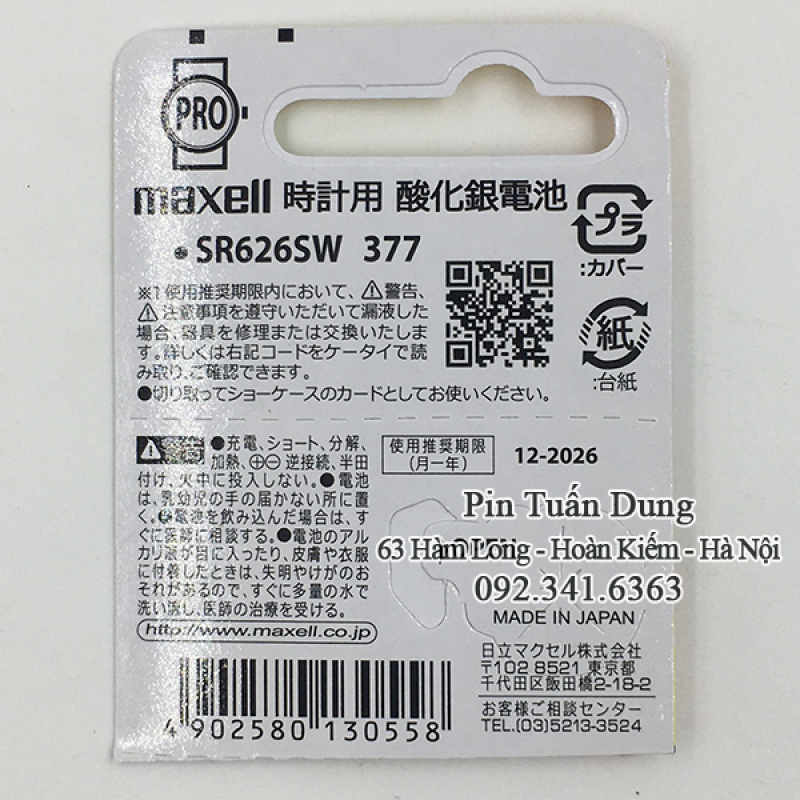 PRO
maxell 時計用 酸化銀電池
プラ
:カバー
• SR626SW 377
紙
:台紙
※1使用推奨期限内において、⚠警告、
⚠注意事項を遵守いただいて漏液した
場合、器具を修理または交換いたしま
す。詳しくは右記コードをケータイで読
み取り、ご確認できます。
●切り取ってショーケースのカードとしてお使いください。
●充電、ショート、分解、
加熱、⊕⊖逆接続、半田
付け、火中に投入しない。●電池
は、乳幼児の手の届かない所に置
く。●電池を飲み込んだ場合は、す
ぐに医師に相談する。●電池のアル
カリ液が目に入ったり、皮膚や衣服
に付着したときは、失明やけがのお
それがあるので、すぐに多量の水で
洗い流し、医師の治療を受ける。
http://www.maxell.co.jp
使用推奨期限
(月ー年)
12-2026
OPEN
Pin Tuấn Dung
63 Hàm Long - Hoàn Kiếm - Hà Nội
092.341.6363
MADE IN JAPAN
日立マクセル株式会社
〒102 8521 東京都
千代田区飯田橋2-18-2
お客様ご相談センター
TEL.(03)5213-3524
4 902580 130558